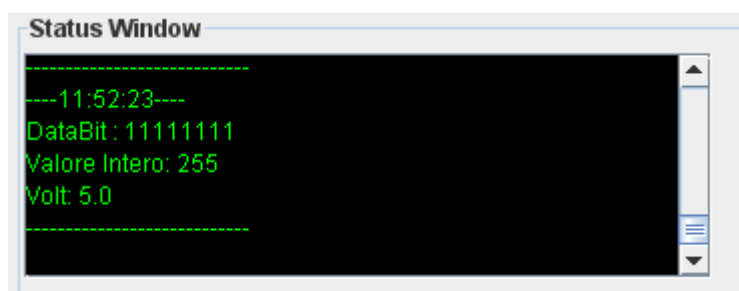 Status Window
----------------------------
----11:52:23----
DataBit : 11111111
Valore Intero: 255
Volt: 5.0
----------------------------